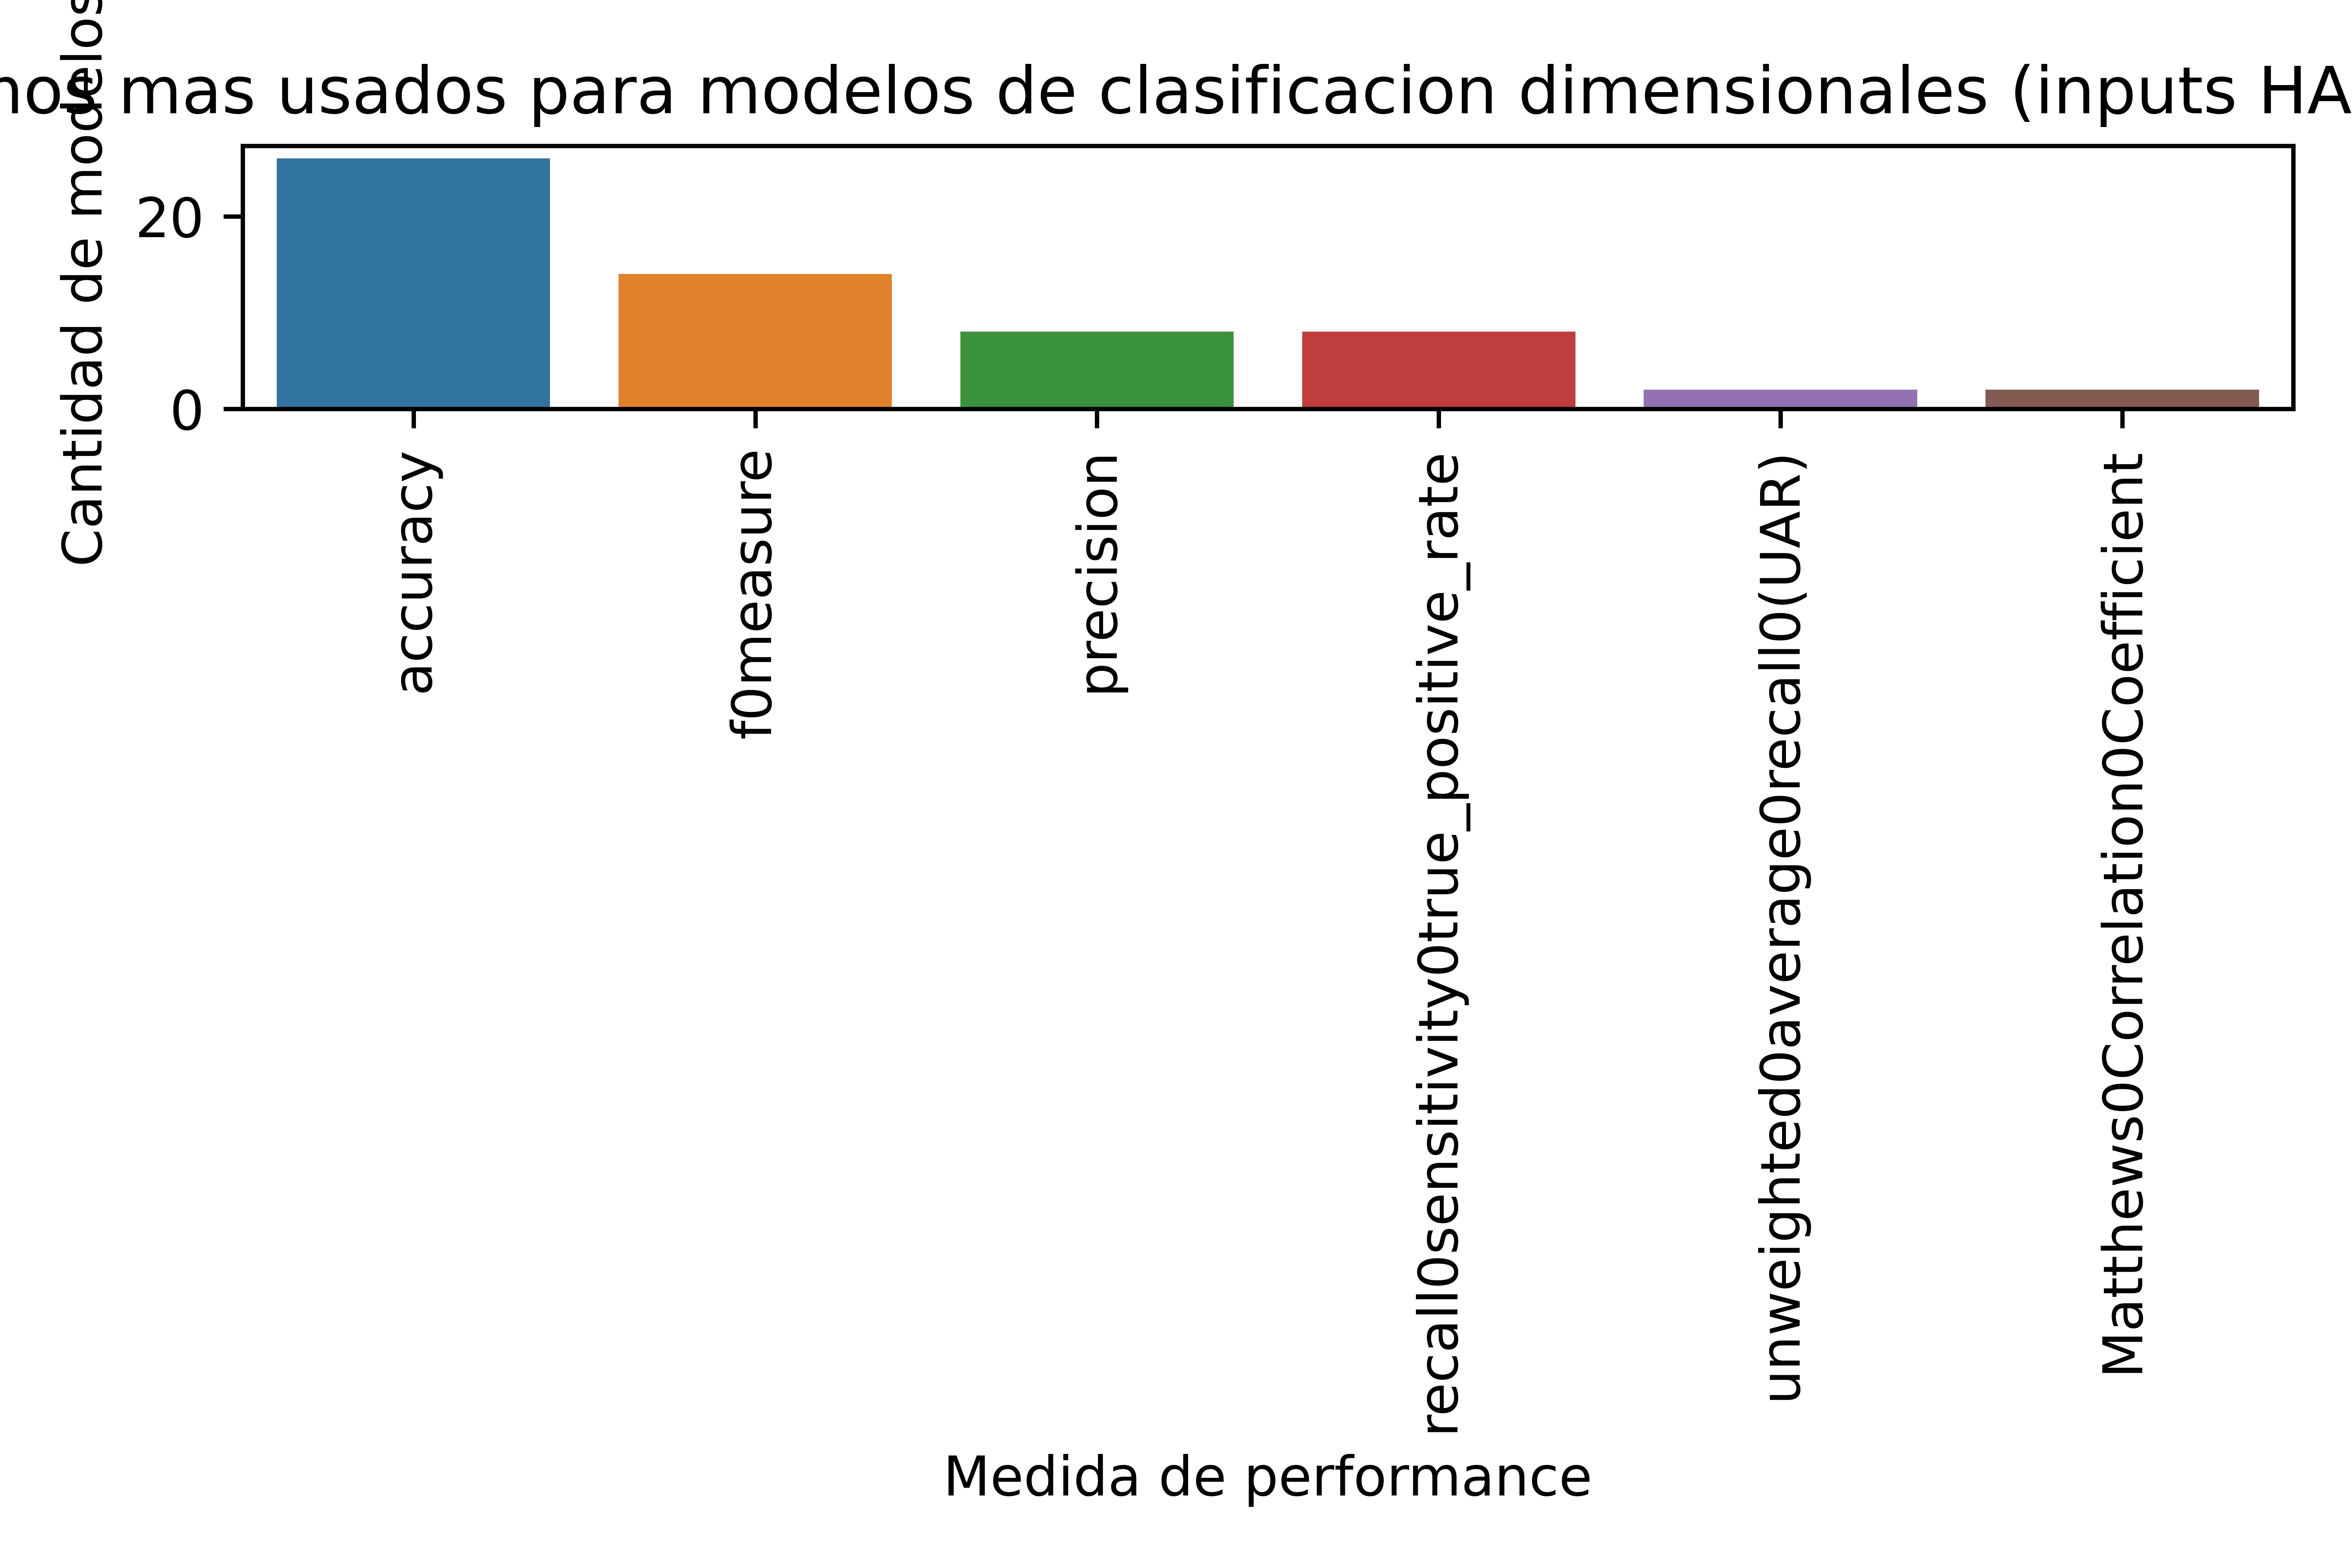 mas usados para modelos de clasificacion dimensionales (inputs HA
Cantidad de modelos
20
0
accuracy
f0measure
precision
recall0sensitivity0true_positive_rate
unweighted0average0recall0(UAR)
Matthews0Correlation0Coefficient
Medida de performance